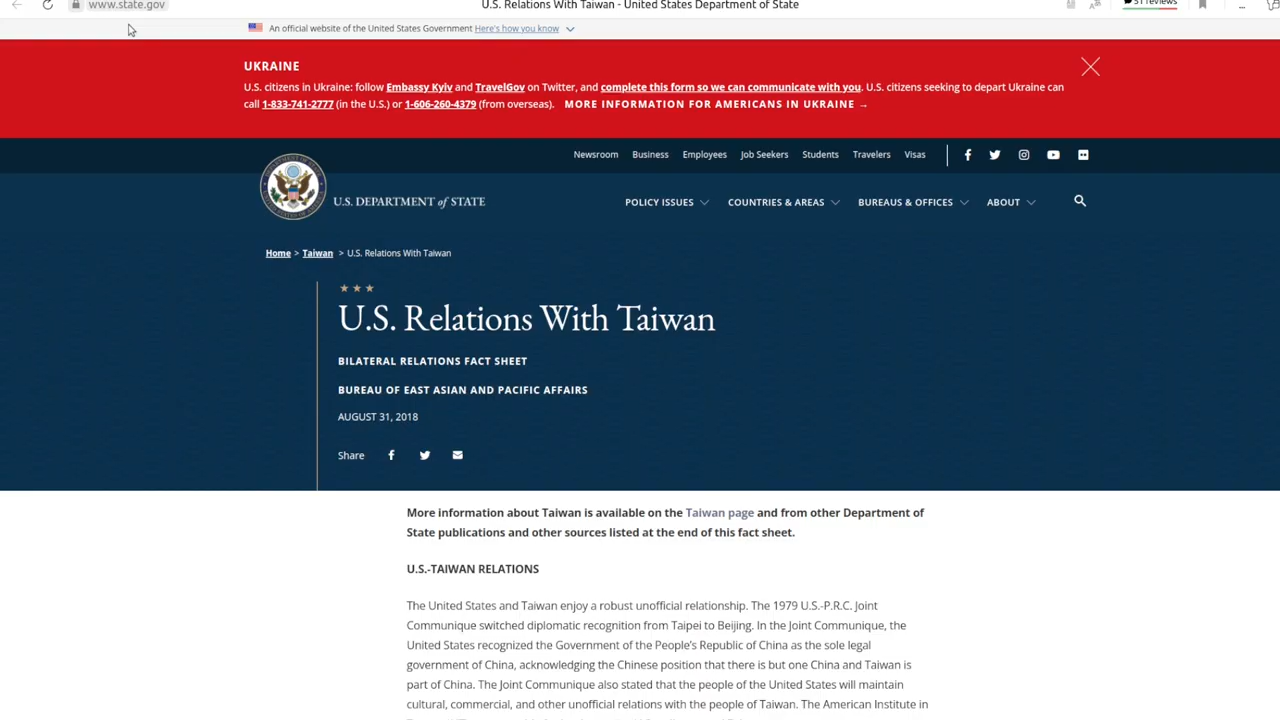 www.state.gov
U.S. Relations With Taiwan - United States Department of State
51 reviews
An official website of the United States Government Here's how you know
UKRAINE
U.S. citizens in Ukraine: follow Embassy Kyiv and TravelGov on Twitter, and complete this form so we can communicate with you. U.S. citizens seeking to depart Ukraine can
call 1-833-741-2777 (in the U.S.) or 1-606-260-4379 (from overseas). MORE INFORMATION FOR AMERICANS IN UKRAINE →
Newsroom Business Employees Job Seekers Students Travelers Visas
U.S. DEPARTMENT of STATE
POLICY ISSUES COUNTRIES & AREAS BUREAUS & OFFICES ABOUT
Home > Taiwan > U.S. Relations With Taiwan
U.S. Relations With Taiwan
BILATERAL RELATIONS FACT SHEET
BUREAU OF EAST ASIAN AND PACIFIC AFFAIRS
AUGUST 31, 2018
Share
More information about Taiwan is available on the Taiwan page and from other Department of
State publications and other sources listed at the end of this fact sheet.
U.S.-TAIWAN RELATIONS
The United States and Taiwan enjoy a robust unofficial relationship. The 1979 U.S.-P.R.C. Joint
Communique switched diplomatic recognition from Taipei to Beijing. In the Joint Communique, the
United States recognized the Government of the People's Republic of China as the sole legal
government of China, acknowledging the Chinese position that there is but one China and Taiwan is
part of China. The Joint Communique also stated that the people of the United States will maintain
cultural, commercial, and other unofficial relations with the people of Taiwan. The American Institute in